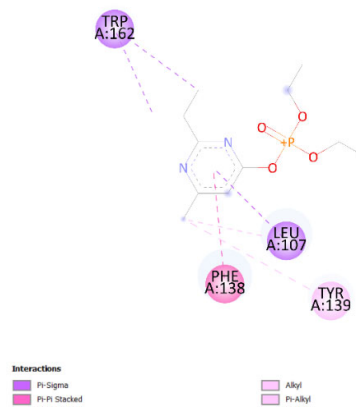 TRP
A:162
O
O
+P
O
N
O
N
LEU
A:107
PHE
A:138
TYR
A:139
Interactions
Pi-Sigma
Alkyl
Pi-Pi Stacked
Pi-Alkyl